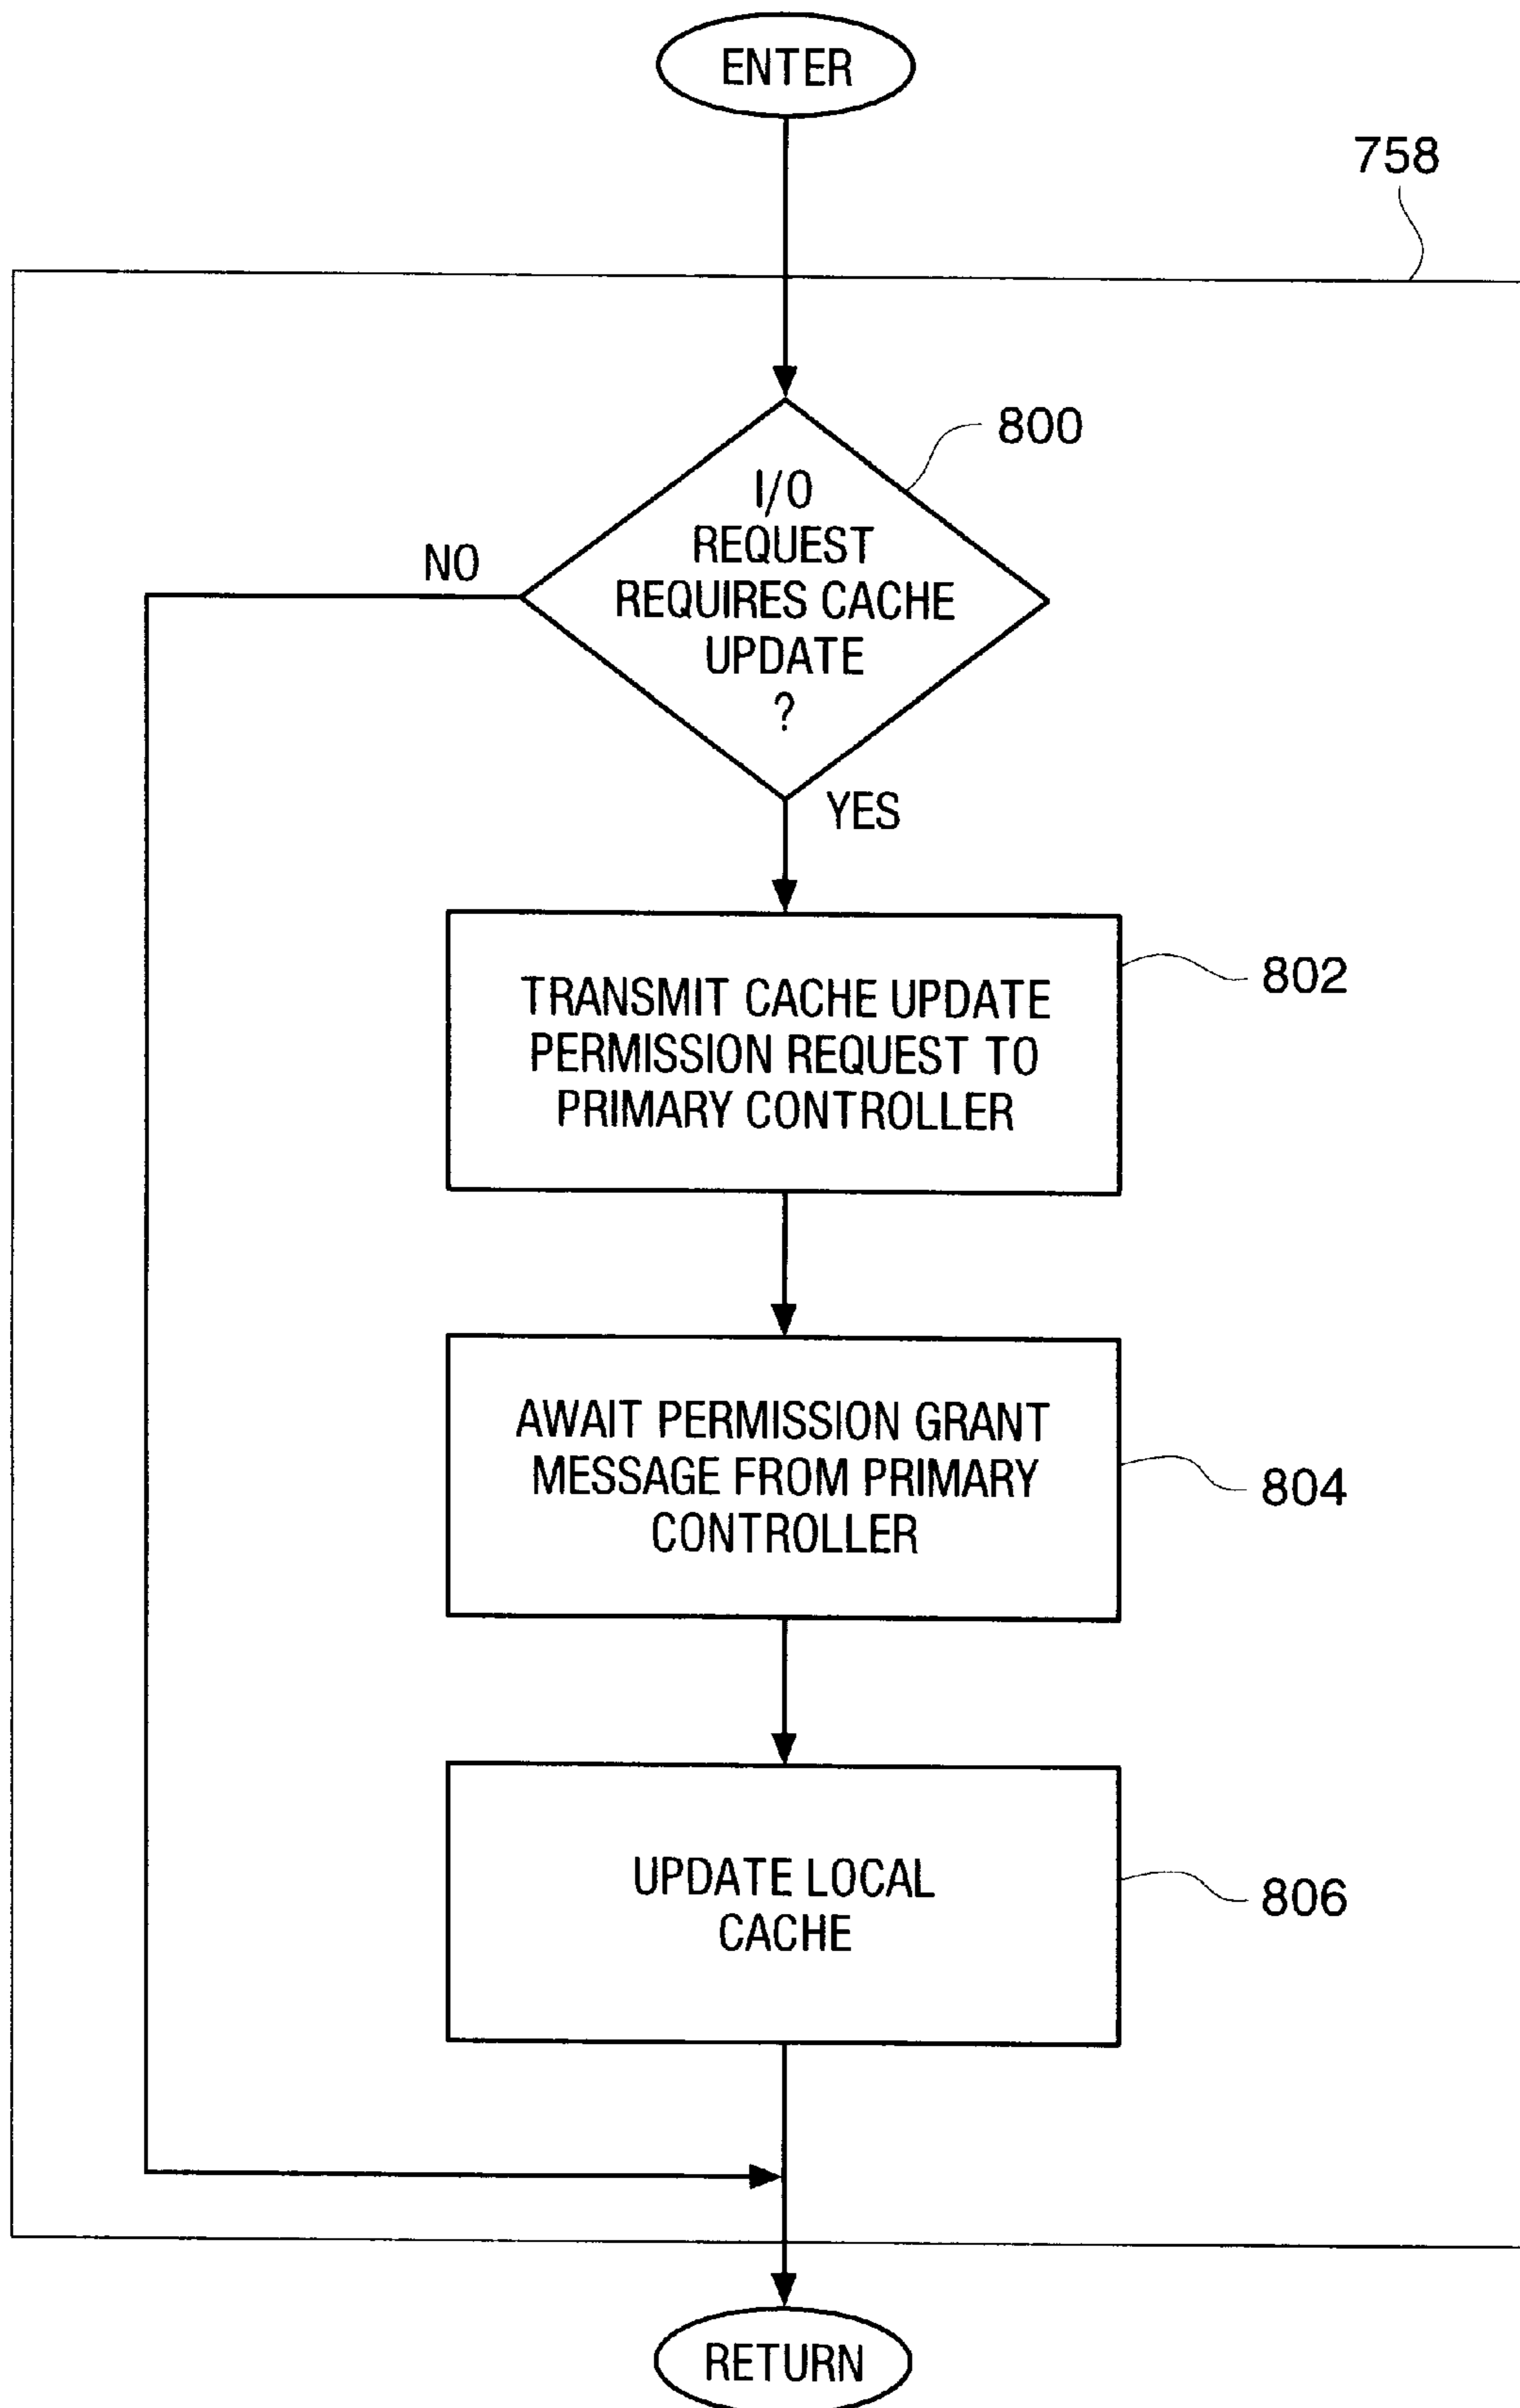 ENTER
758
800
I/O
REQUEST
REQUIRES CACHE
UPDATE
?
NO
YES
802
TRANSMIT CACHE UPDATE
PERMISSION REQUEST TO
PRIMARY CONTROLLER
AWAIT PERMISSION GRANT
MESSAGE FROM PRIMARY
CONTROLLER
804
UPDATE LOCAL
CACHE
806
RETURN